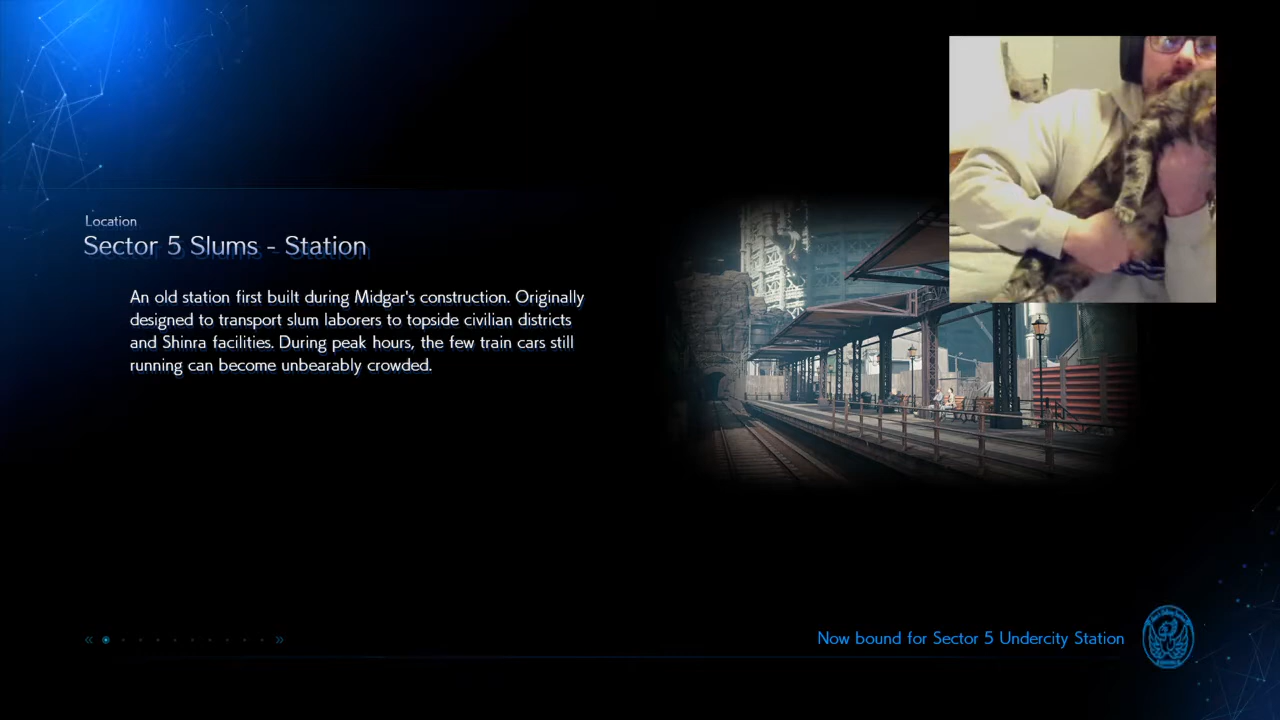 Location
Sector 5 Slums - Station
An old station first built during Midgar's construction. Originally
designed to transport slum laborers to topside civilian districts
and Shinra facilities. During peak hours, the few train cars still
running can become unbearably crowded.
Now bound for Sector 5 Undercity Station